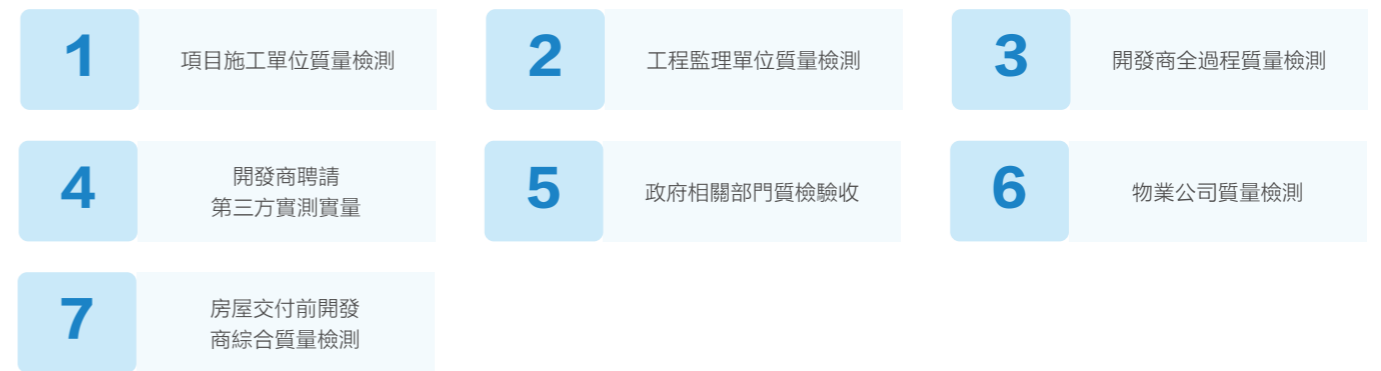 1
項目施工單位質量檢測
2
工程監理單位質量檢測
3
開發商全過程質量檢測
4
開發商聘請
第三方實測實量
5
政府相關部門质檢驗收
6
物業公司質量檢測
7
房屋交付前開發
商綜合質量檢測